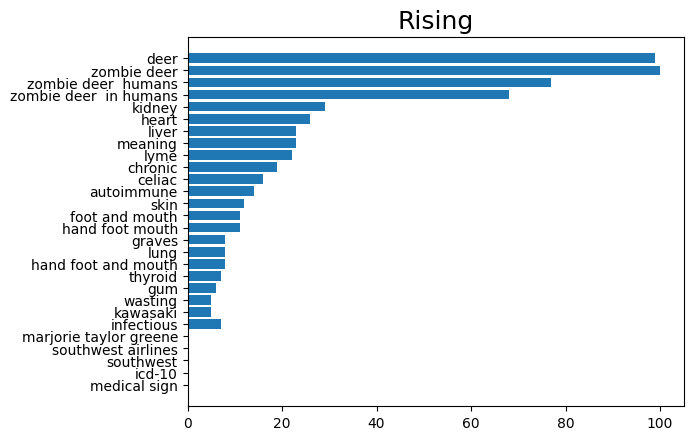 Rising
deer
zombie deer
zombie deer  humans
zombie deer  in humans
kidney
heart
liver
meaning
lyme
chronic
celiac
autoimmune
skin
foot and mouth
hand foot mouth
graves
lung
hand foot and mouth
thyroid
gum
wasting
kawasaki
infectious
marjorie taylor greene
southwest airlines
southwest
icd-10
medical sign
0 20 40 60 80 100